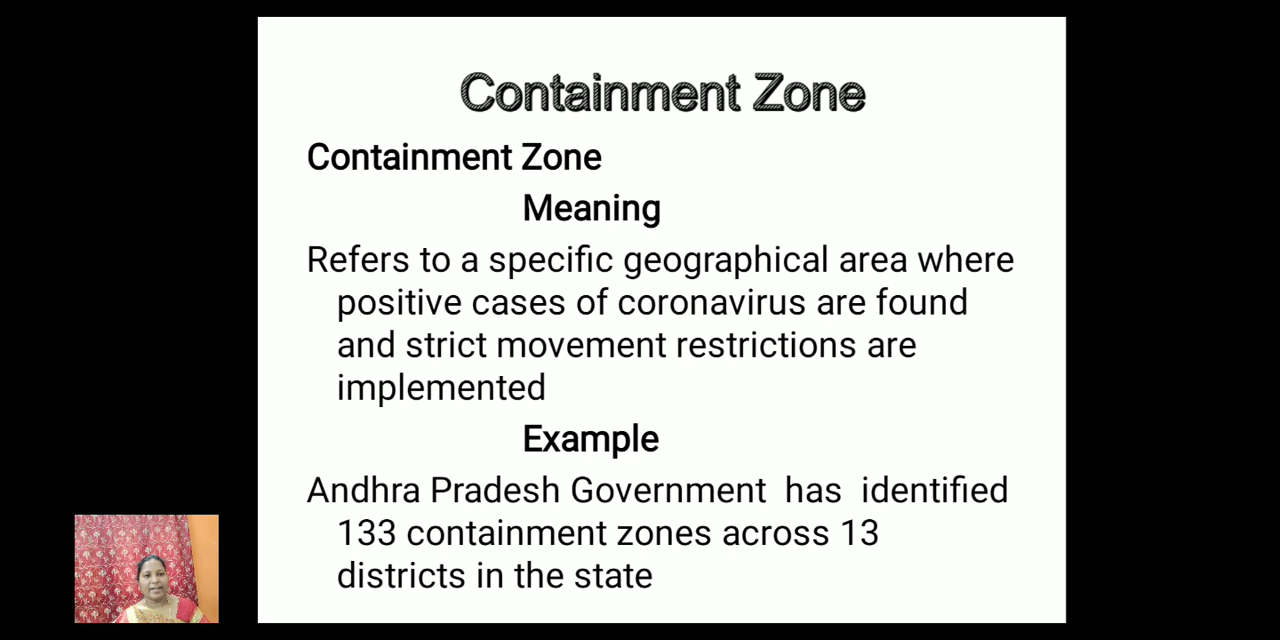 Containment Zone
Containment Zone
Meaning
Refers to a specific geographical area where
positive cases of coronavirus are found
and strict movement restrictions are
implemented
Example
Andhra Pradesh Government has identified
133 containment zones across 13
districts in the state